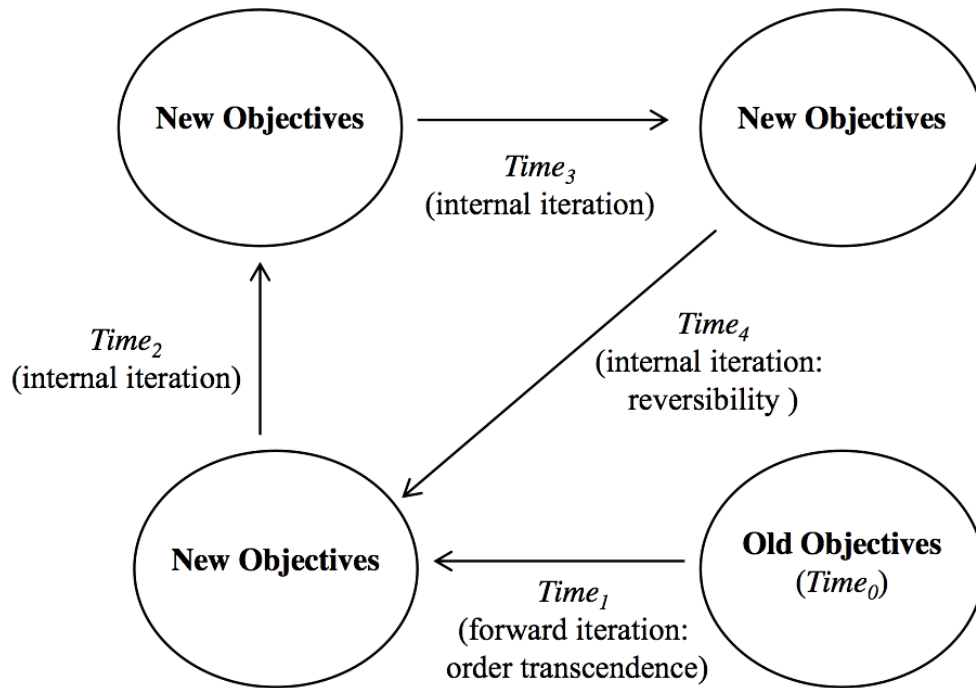 New Objectives
New Objectives
Time₃
(internal iteration)
Time₂
(internal iteration)
Time₄
(internal iteration:
reversibility )
New Objectives
Old Objectives
(Time₀)
Time₁
(forward iteration:
order transcendence)